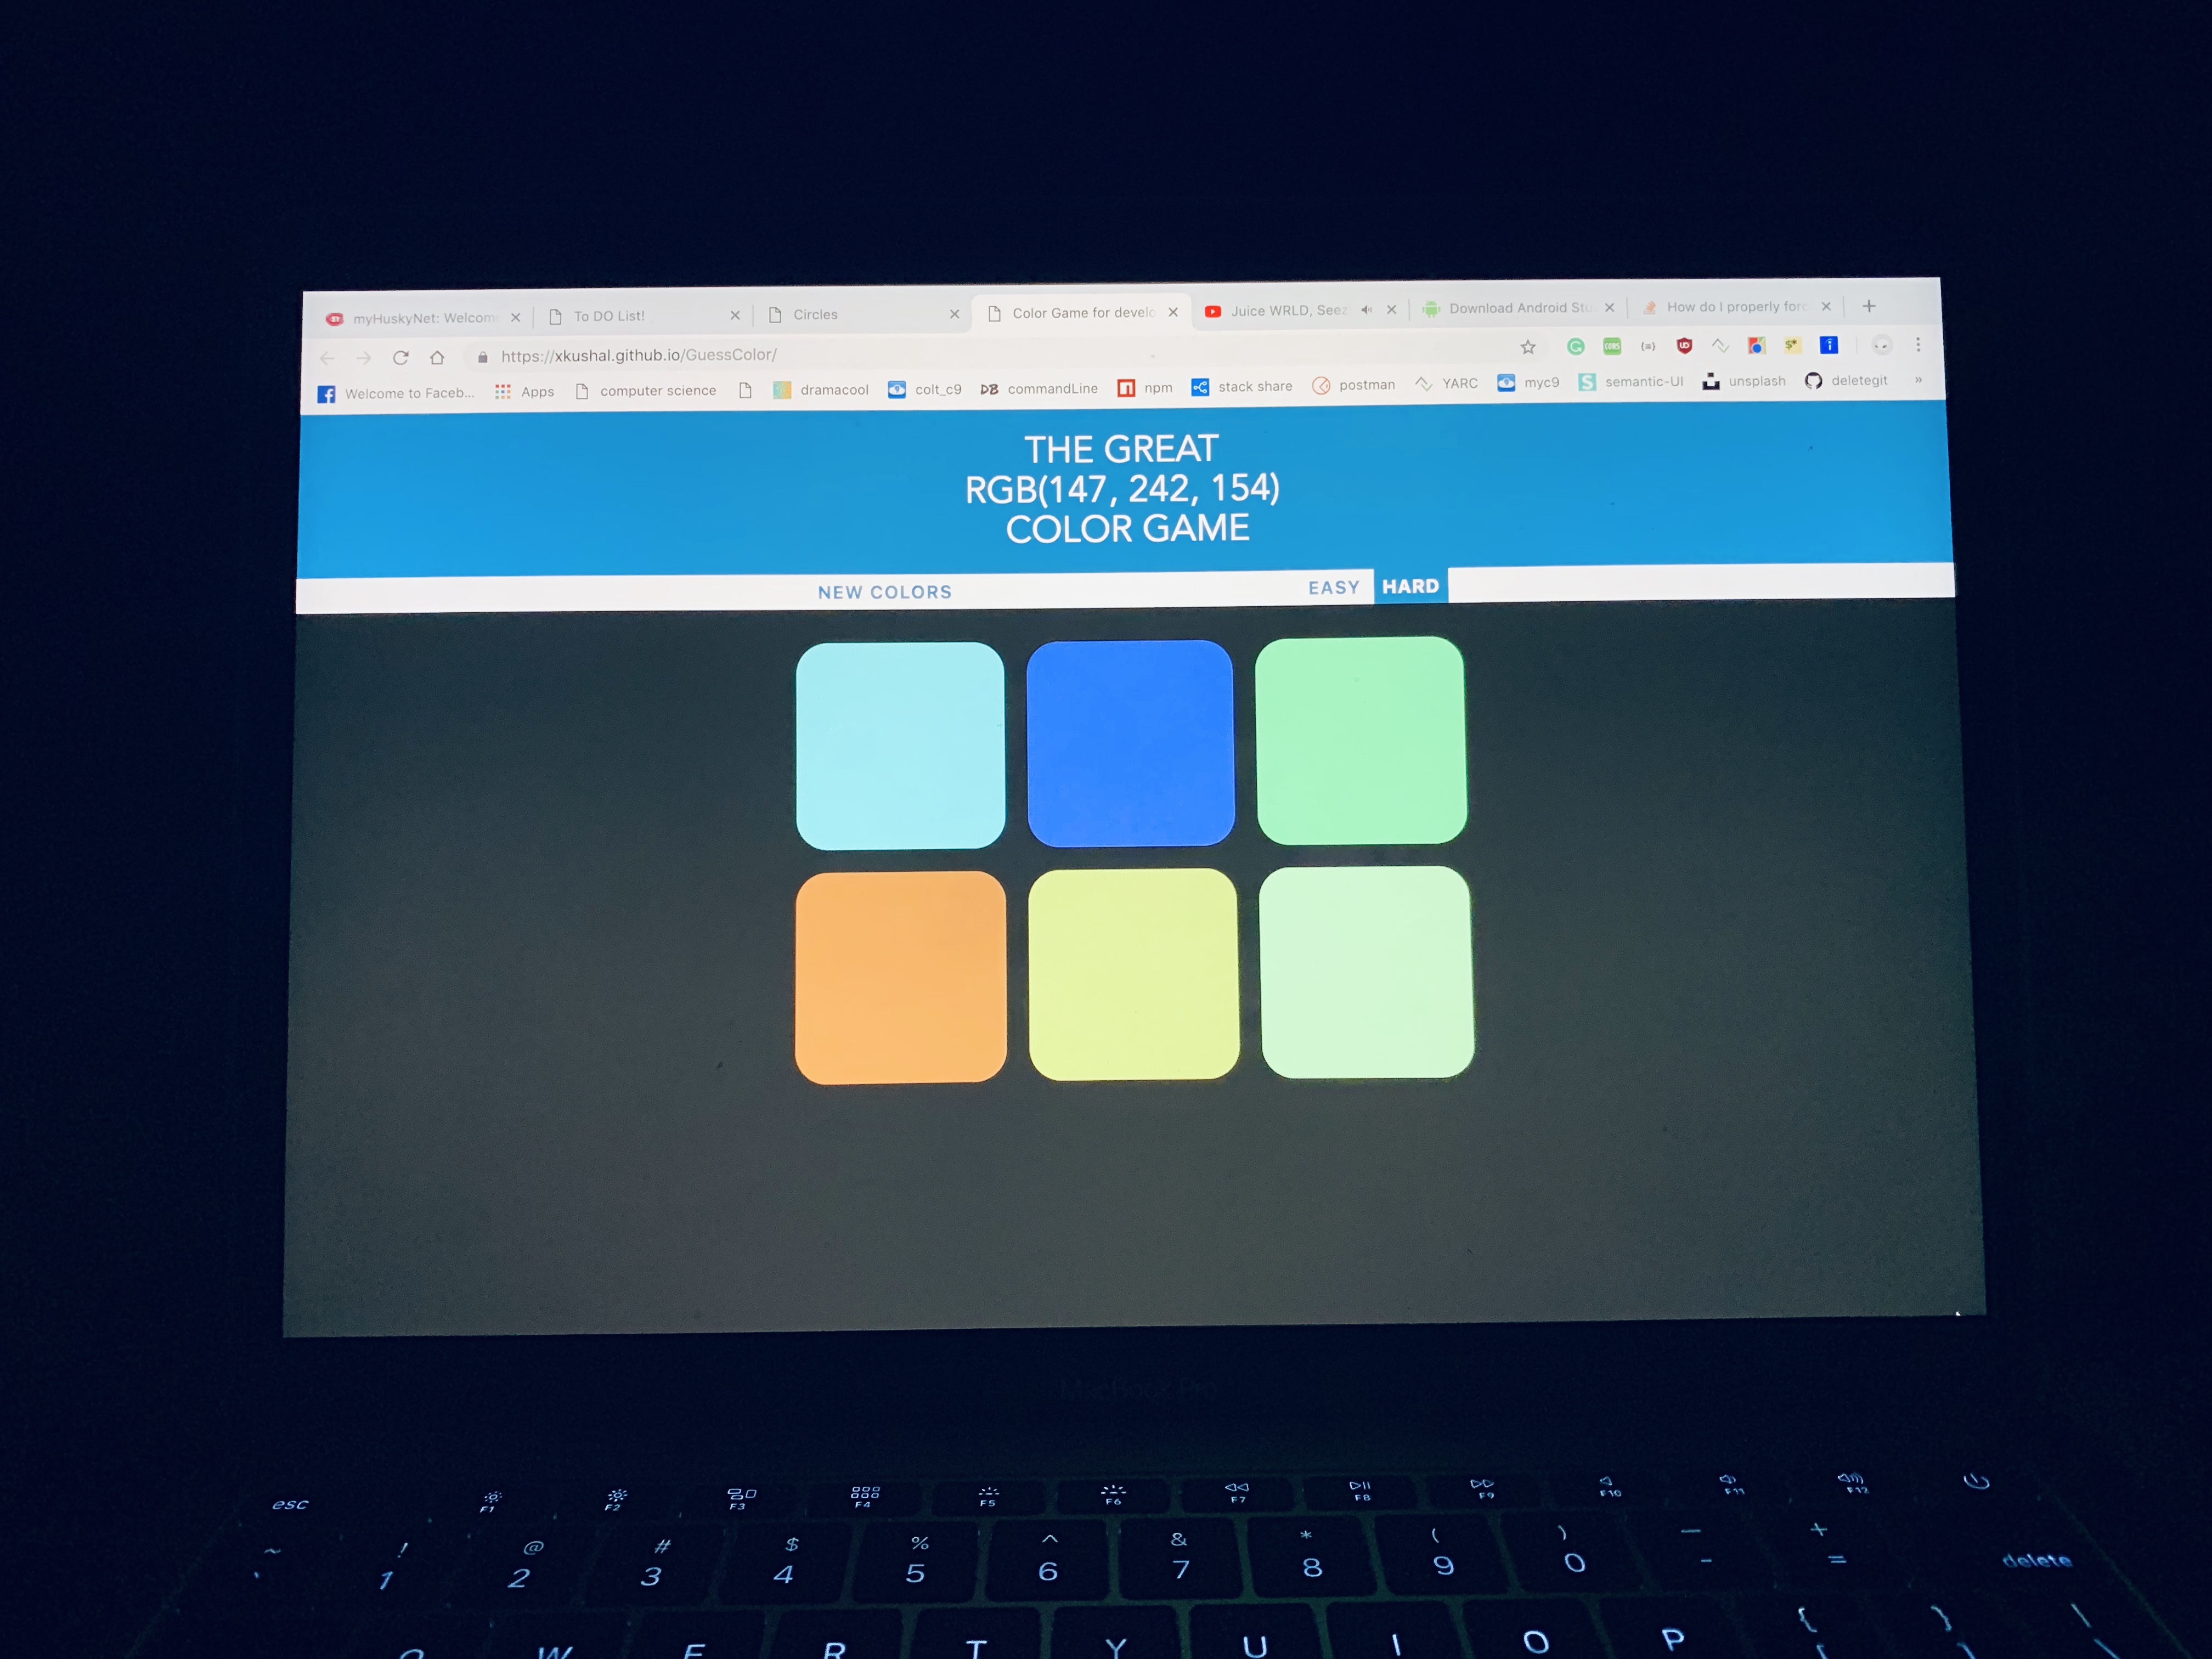 myHuskyNet: Welcom
To DO List!
Circles
Color Game for develo
Juice WRLD, Seez
Download Android Stu
How do I properly forc
https://xkushal.github.io/GuessColor/
CORS
Welcome to Faceb...
Apps
computer science
dramacool
colt_c9
DB commandLine
npm
stack share
postman
YARC
myc9
semantic-UI
unsplash
deletegit
»
THE GREAT
RGB(147, 242, 154)
COLOR GAME
NEW COLORS
EASY
HARD
MacBook Pro
esc
F1 F2 F3 F4 F5 F6 F7 F8 F9 F10 F11 F12
~ ! @ # $ % ^ & * ( ) — +
` 1 2 3 4 5 6 7 8 9 0 - = delete
Q W E R T Y U I O P { } |